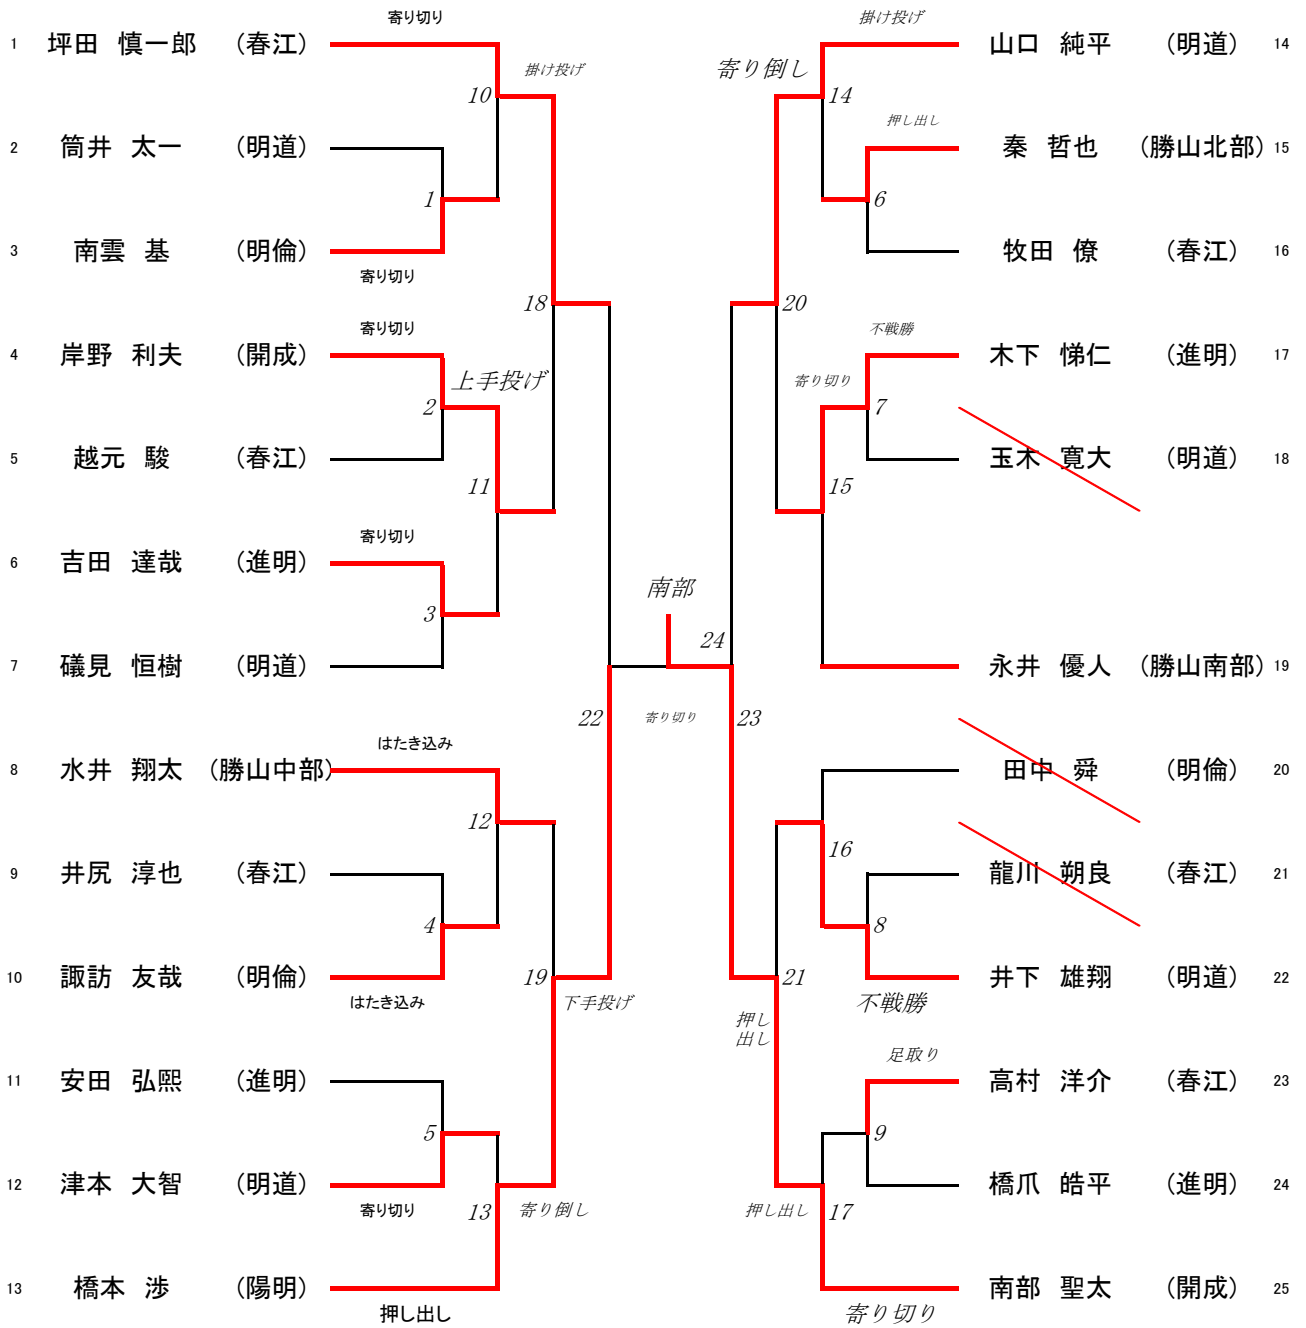 寄り切り
1 坪田 慎一郎 (春江)
掛け投げ
10
2 筒井 太一 (明道)
1
3 南雲 基 (明倫)
寄り切り
18
寄り切り
4 岸野 利夫 (開成)
上手投げ
2
5 越元 駿 (春江)
11
寄り切り
6 吉田 達哉 (進明)
3
7 礒見 恒樹 (明道)
22
はたき込み
8 水井 翔太 (勝山中部)
12
9 井尻 淳也 (春江)
4
10 諏訪 友哉 (明倫)
19
はたき込み
下手投げ
11 安田 弘煕 (進明)
5
12 津本 大智 (明道)
寄り切り
13
寄り倒し
13 橋本 渉 (陽明)
押し出し
南部
24
寄り切り
掛け投げ
山口 純平 (明道) 14
寄り倒し
14
押し出し
秦 哲也 (勝山北部) 15
6
牧田 僚 (春江) 16
20
不戦勝
木下 悌仁 (進明) 17
寄り切り
7
玉木 寛大 (明道) 18
15
永井 優人 (勝山南部) 19
23
田中 舜 (明倫) 20
16
龍川 朔良 (春江) 21
8
井下 雄翔 (明道) 22
21
不戦勝
押し
出し
足取り
高村 洋介 (春江) 23
9
橋爪 皓平 (進明) 24
押し出し
17
南部 聖太 (開成) 25
寄り切り